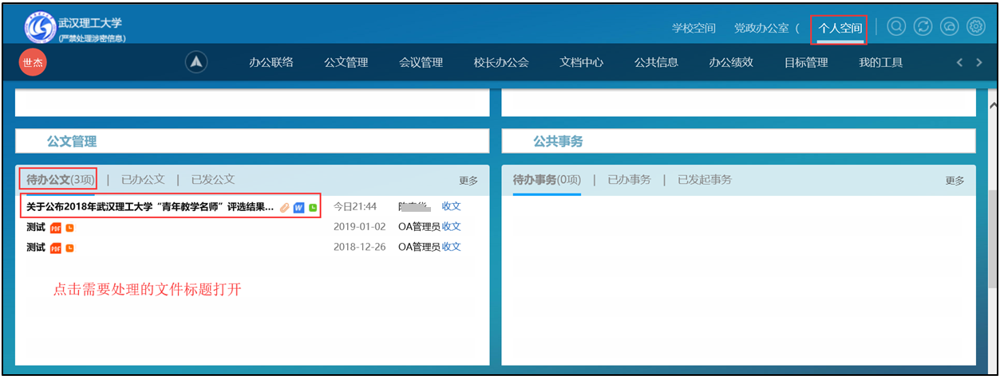 武汉理工大学
(严禁处理涉密信息)
学校空间 党政办公室（ 个人空间
世杰 办公联络 公文管理 会议管理 校长办公会 文档中心 公共信息 办公绩效 目标管理 我的工具
公文管理 公共事务
待办公文(3项) | 已办公文 | 已发公文 更多 待办事务(0项) | 已办事务 | 已发起事务 更多
关于公布2018年武汉理工大学“青年教学名师”评选结果... W 今日21:44 收文
测试 PDF 2019-01-02 OA管理员 收文
测试 PDF 2018-12-26 OA管理员 收文
点击需要处理的文件标题打开